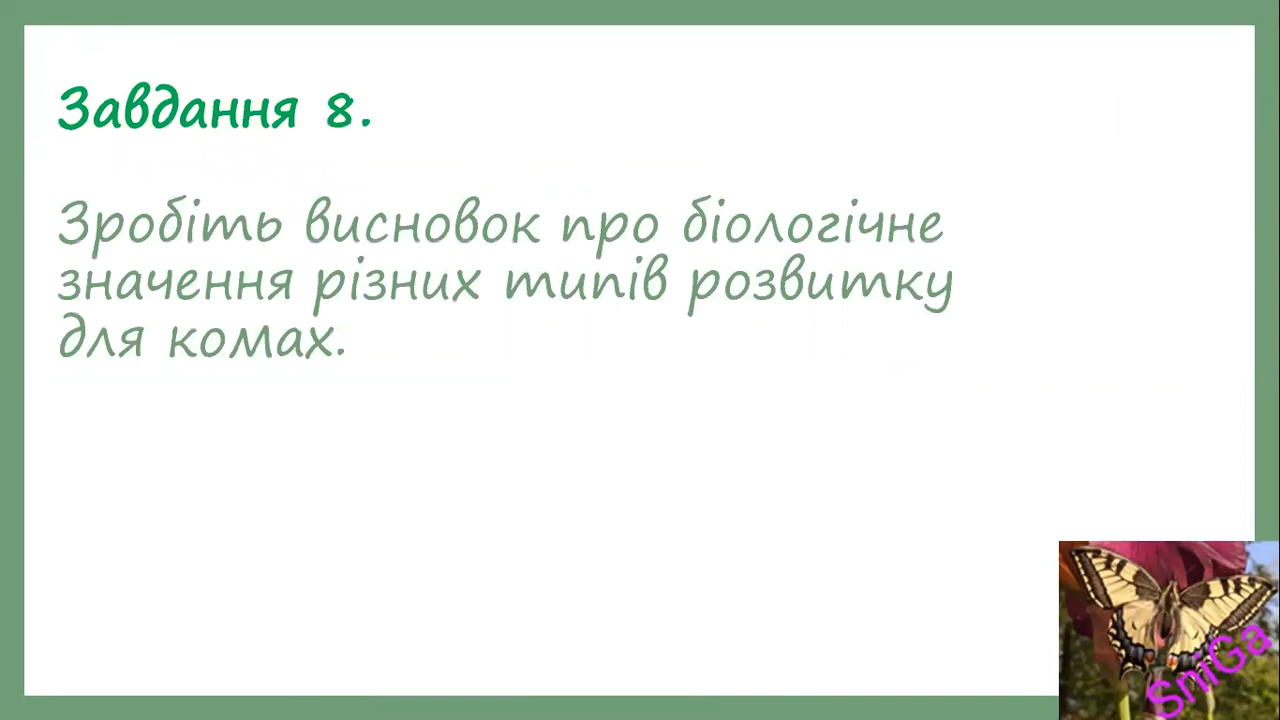 Завдання 8.
Зробіть висновок про біологічне
значення різних типів розвитку
для комах.
SniGa